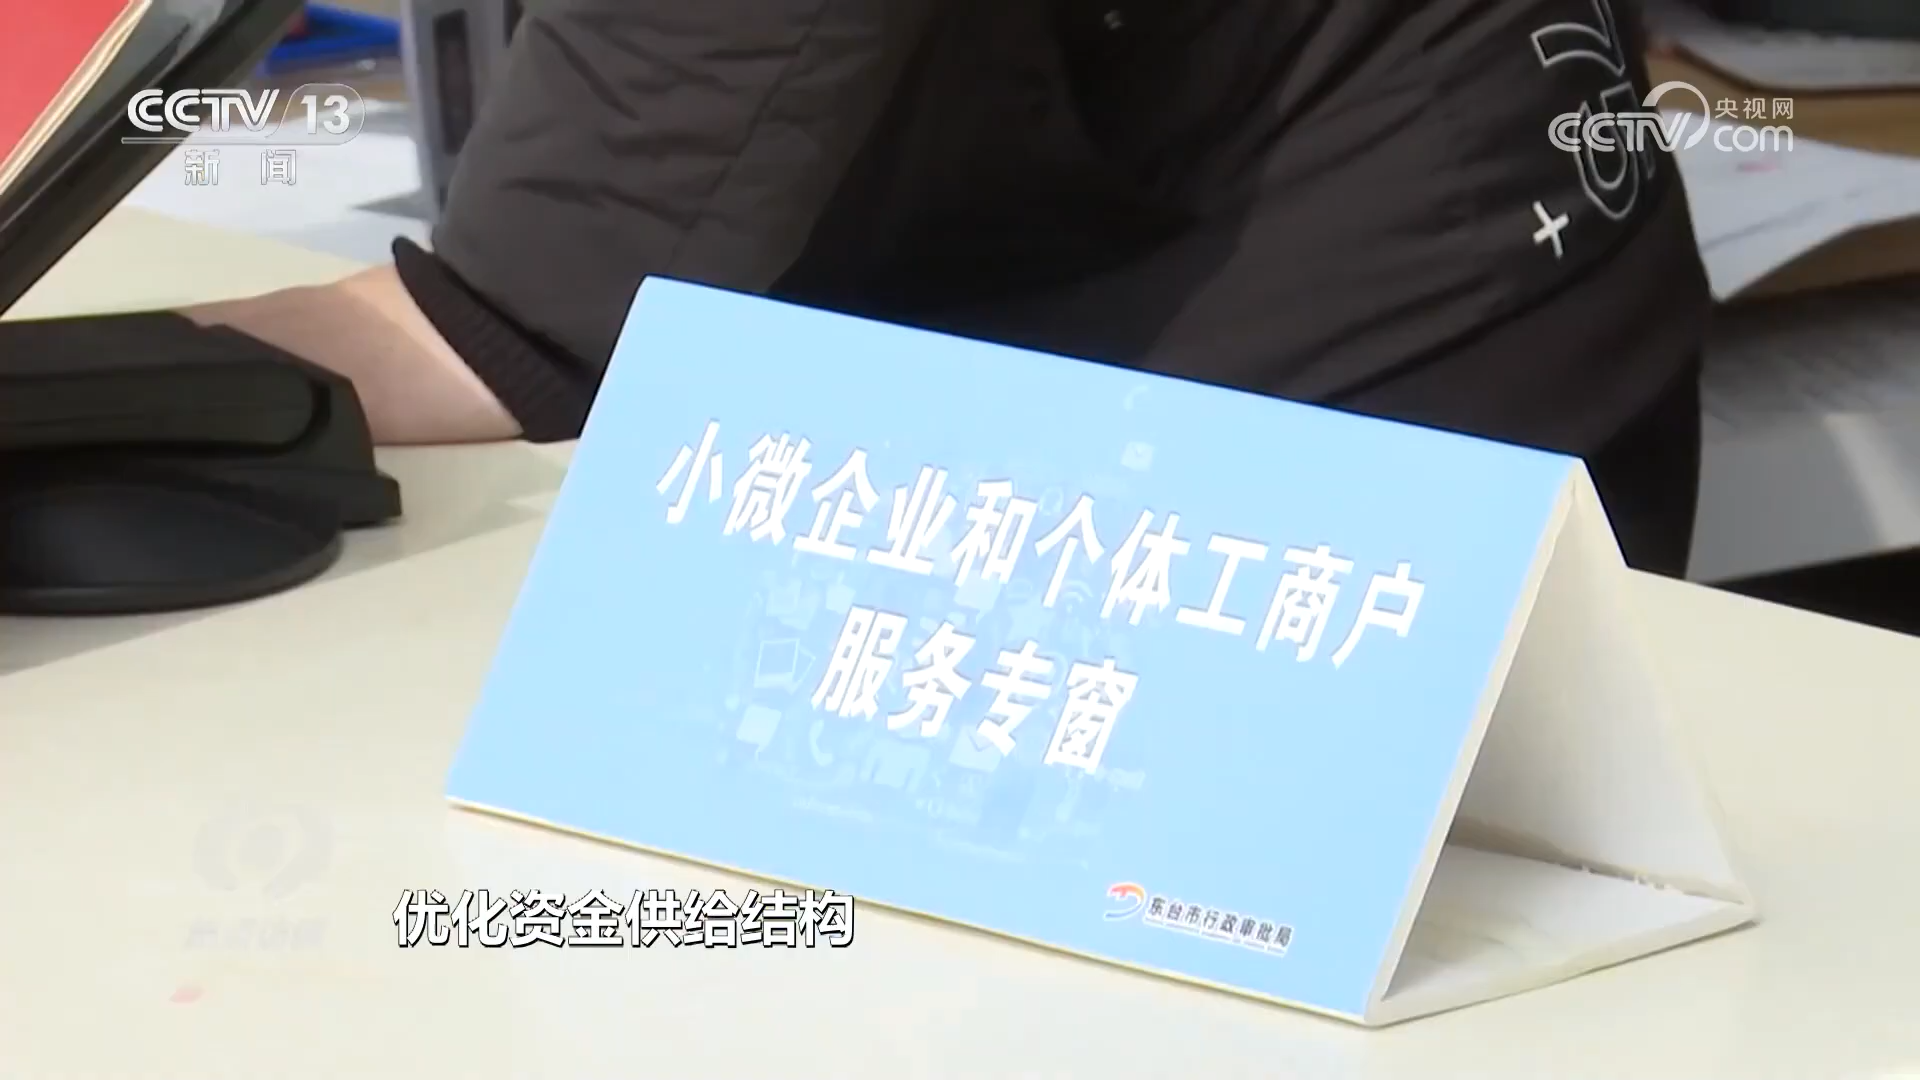 CCTV 13
新闻
央视网
CCTV.com
小微企业和个体工商户
服务专窗
东台市行政审批局
优化资金供给结构